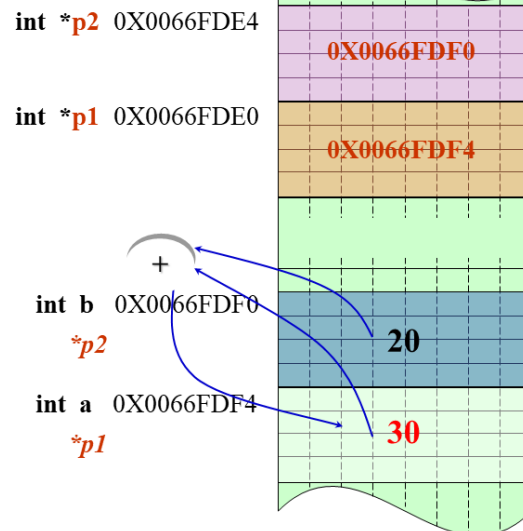 int *p2 0X0066FDE4
0X0066FDF0
int *p1 0X0066FDE0
0X0066FDF4
+
int b 0X0066FDF0
*p2
20
int a 0X0066FDF4
*p1
30